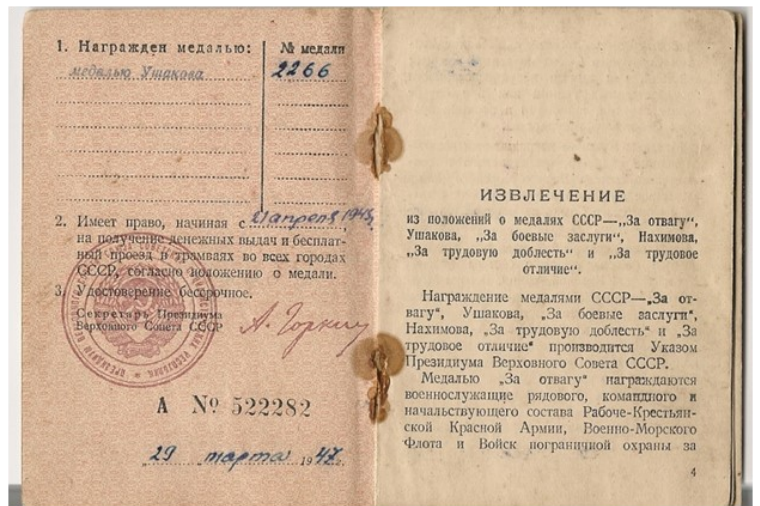 1. Награжден медалью:
№ медали
медалью Ушакова
2266
2. Имеет право, начиная с 21 апреля 1945,
на получение денежных выдач и бесплат-
ный проезд в трамваях во всех городах
СССР, согласно положению о медали.
3. Удостоверение бессрочное.
Секретарь Президиума
Верховного Совета СССР
А. Горкин
А № 522282
„29 марта 1947 г.
ИЗВЛЕЧЕНИЕ
из положений о медалях СССР—„За отвагу“,
Ушакова, „За боевые заслуги“, Нахимова,
„За трудовую доблесть“ и „За трудовое
отличие“.
Награждение медалями СССР—„За от-
вагу“, Ушакова, „За боевые заслуги“,
Нахимова, „За трудовую доблесть“ и „За
трудовое отличие“ производится Указом
Президиума Верховного Совета СССР.
Медалью „За отвагу“ награждаются
военнослужащие рядового, командного и
начальствующего состава Рабоче-Крестьян-
ской Красной Армии, Военно-Морского
Флота и Войск пограничной охраны за
4